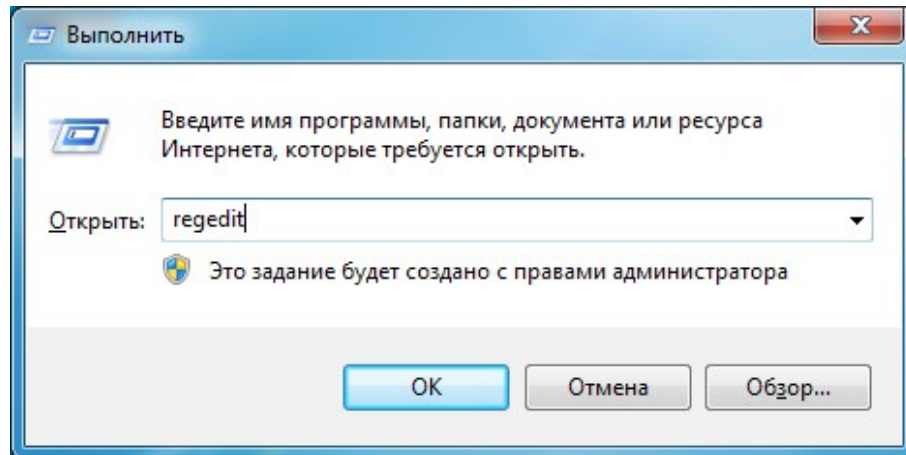 Выполнить
Введите имя программы, папки, документа или ресурса
Интернета, которые требуется открыть.
Открыть: regedit
Это задание будет создано с правами администратора
ОК Отмена Обзор...